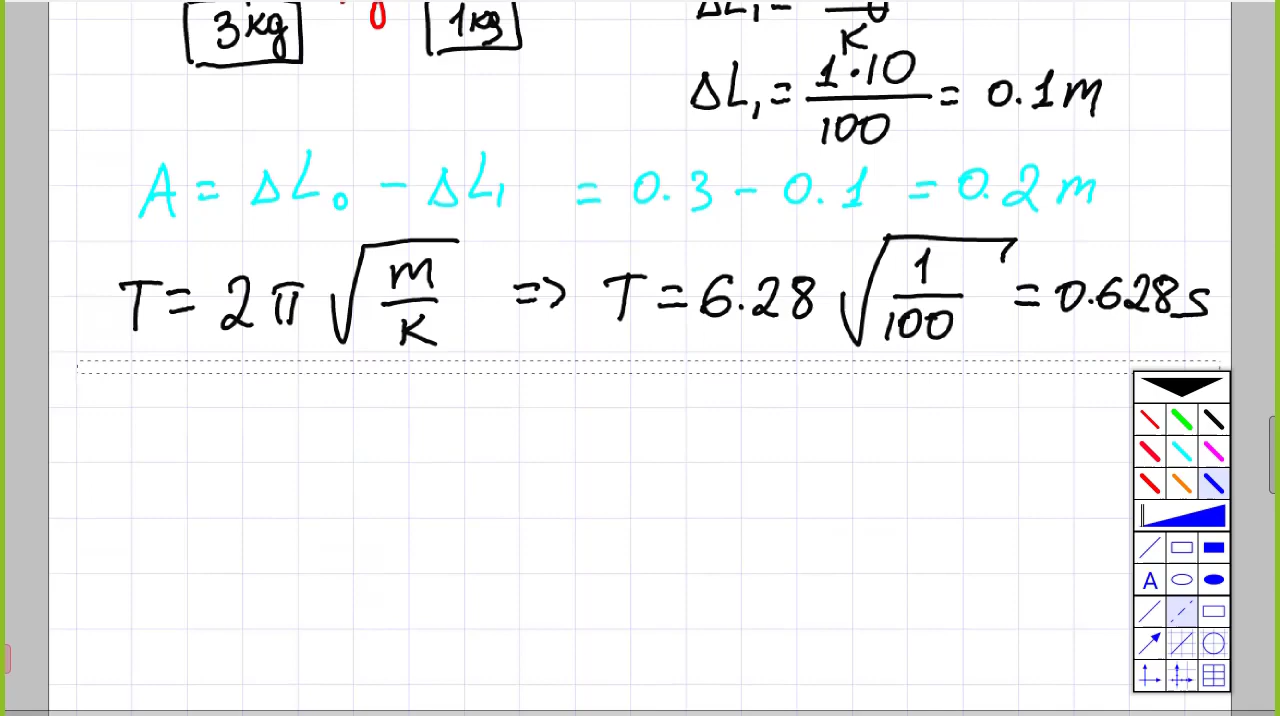 3kg 1kg
ΔL₁ =
K
ΔL₁ = 1·10/100 = 0.1m
A = ΔL₀ − ΔL₁ = 0.3 − 0.1 = 0.2m
T = 2π√(m/K) => T = 6.28√(1/100) = 0.628s
A